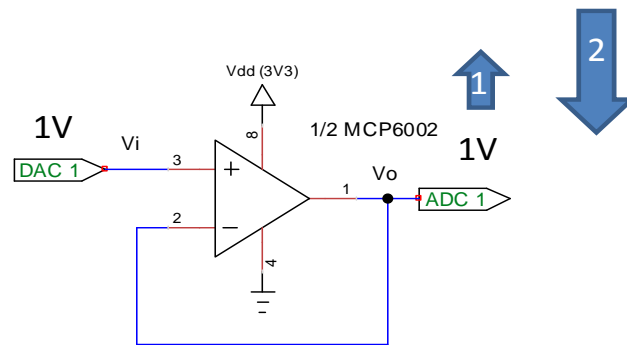 2
1
Vdd (3V3)
8
1/2 MCP6002
1V
Vi
1V
3
Vo
DAC 1
+
1
ADC 1
2
−
4